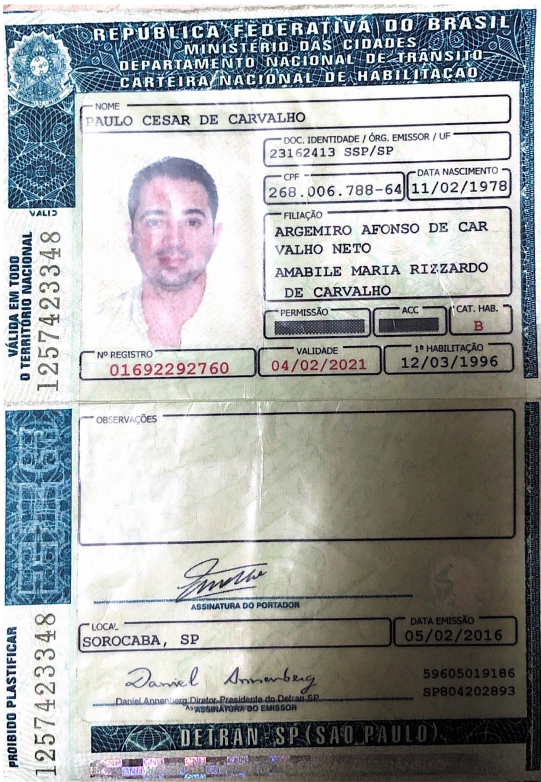 REPÚBLICA FEDERATIVA DO BRASIL
MINISTÉRIO DAS CIDADES
DEPARTAMENTO NACIONAL DE TRÂNSITO
CARTEIRA NACIONAL DE HABILITAÇÃO
NOME
PAULO CESAR DE CARVALHO
DOC. IDENTIDADE / ÓRG. EMISSOR / UF
23162413 SSP/SP
CPF
268.006.788-64
DATA NASCIMENTO
11/02/1978
FILIAÇÃO
ARGEMIRO AFONSO DE CAR
VALHO NETO
AMABILE MARIA RIZZARDO
DE CARVALHO
PERMISSÃO
ACC
CAT. HAB.
B
Nº REGISTRO
01692292760
VALIDADE
04/02/2021
1ª HABILITAÇÃO
12/03/1996
VÁLIDA EM TODO
O TERRITÓRIO NACIONAL
1257423348
OBSERVAÇÕES
ASSINATURA DO PORTADOR
LOCAL
SOROCABA, SP
DATA EMISSÃO
05/02/2016
Daniel Annenberg
Daniel Annenberg Diretor-Presidente do Detran.SP
ASSINATURA DO EMISSOR
59605019186
SP804202893
PROIBIDO PLASTIFICAR
1257423348
DETRAN-SP(SAO PAULO)